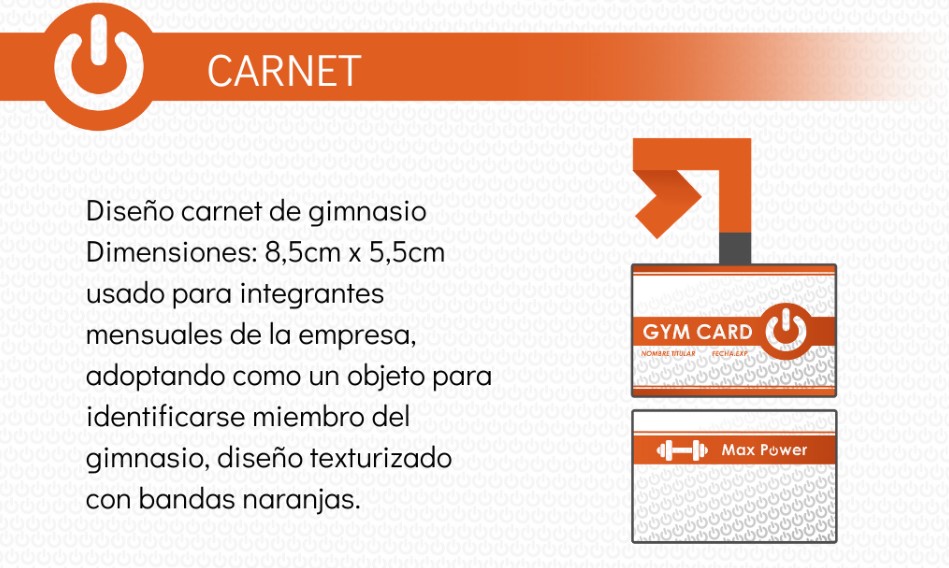 CARNET
Diseño carnet de gimnasio
Dimensiones: 8,5cm x 5,5cm
usado para integrantes
mensuales de la empresa,
adoptando como un objeto para
identificarse miembro del
gimnasio, diseño texturizado
con bandas naranjas.
GYM CARD
NOMBRE TITULAR FECHA.EXP
Max Power